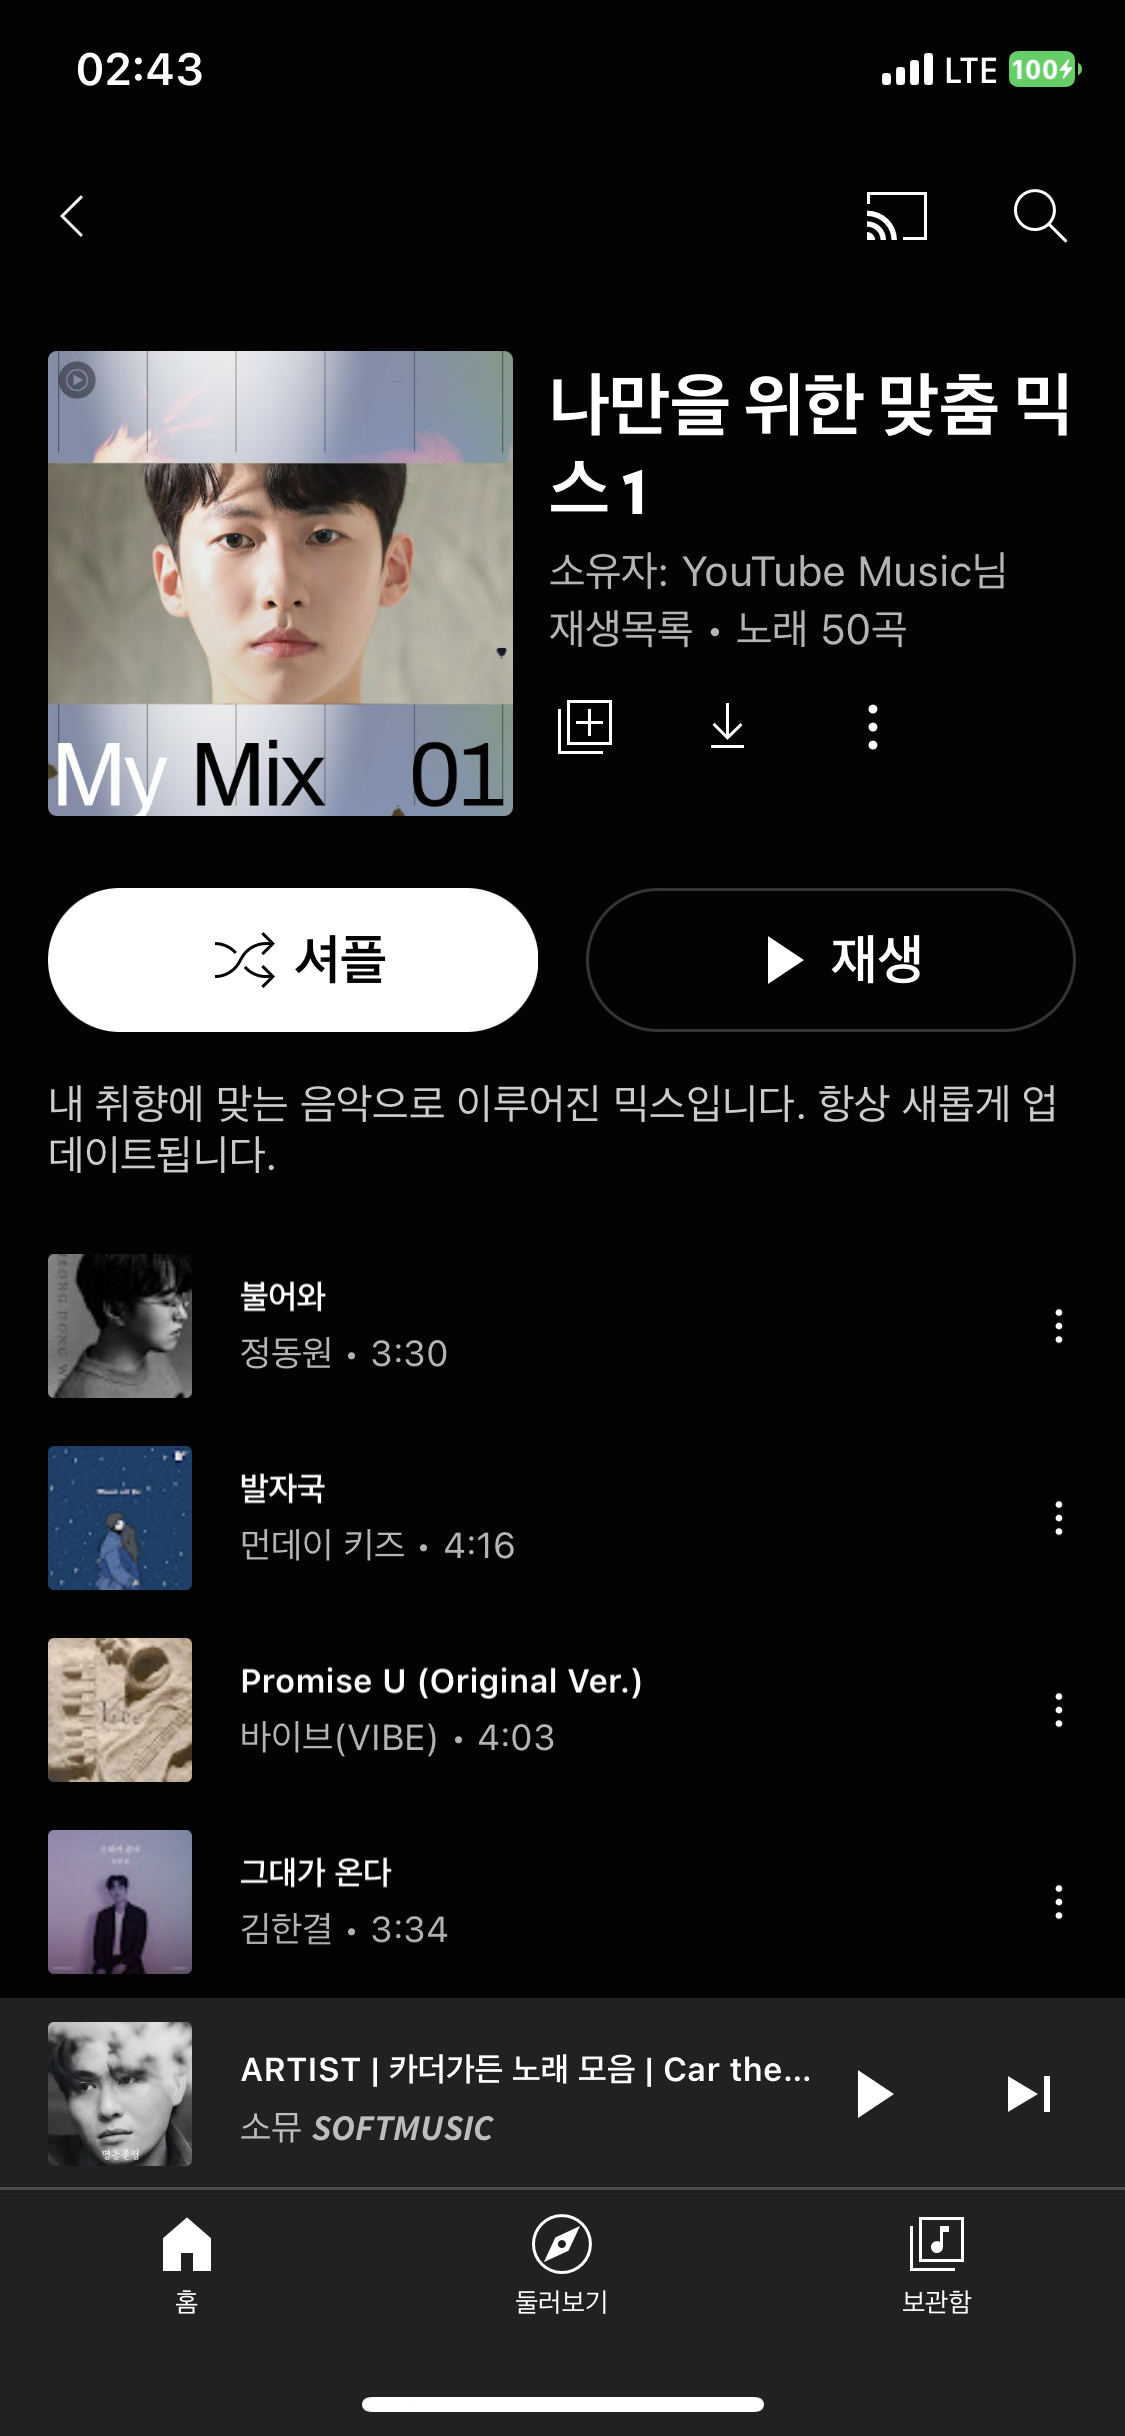 02:43
LTE 100
나만을 위한 맞춤 믹
스 1
소유자: YouTube Music님
재생목록 • 노래 50곡
My Mix 01
셔플
재생
내 취향에 맞는 음악으로 이루어진 믹스입니다. 항상 새롭게 업
데이트됩니다.
불어와
정동원 • 3:30
발자국
먼데이 키즈 • 4:16
Promise U (Original Ver.)
바이브(VIBE) • 4:03
Vibe
그대가 온다
김한결 • 3:34
ARTIST | 카더가든 노래 모음 | Car the...
소뮤 SOFTMUSIC
홈
둘러보기
보관함